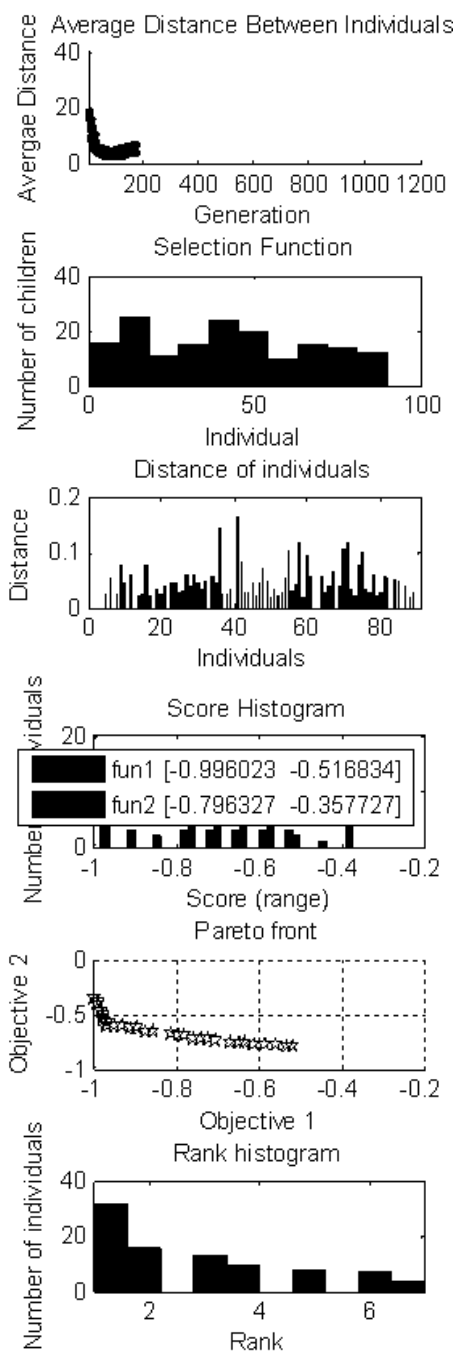 Average Distance Between Individuals
Avergae Distance
40
20
0
200 400 600 800 1000 1200
Generation
Selection Function
Number of children
40
20
0
0 50 100
Individual
Distance of individuals
Distance
0.2
0.1
0
0 20 40 60 80
Individuals
Score Histogram
Number
viduals
20
0
fun1 [-0.996023 -0.516834]
fun2 [-0.796327 -0.357727]
-1 -0.8 -0.6 -0.4 -0.2
Score (range)
Pareto front
Objective 2
0
-0.5
-1
-1 -0.8 -0.6 -0.4 -0.2
Objective 1
Rank histogram
Number of individuals
40
20
0
2 4 6
Rank